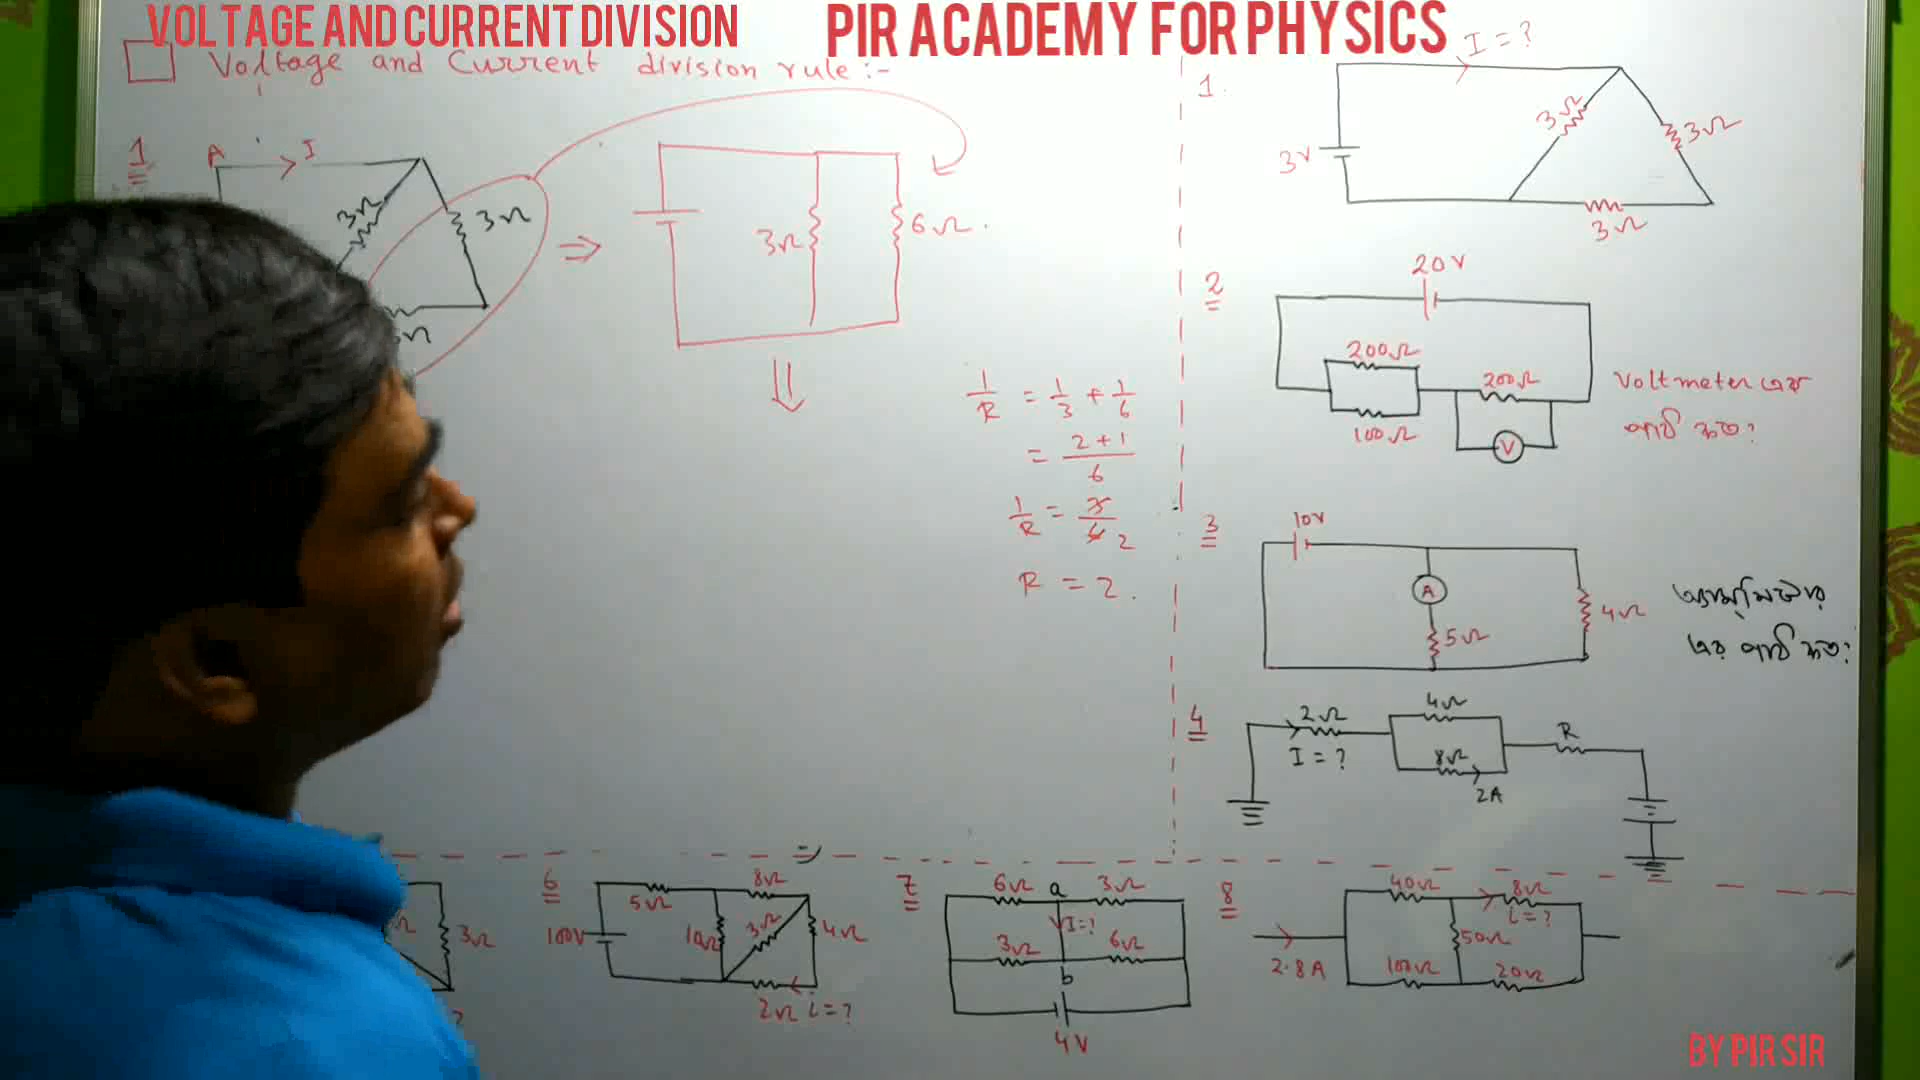 VOLTAGE AND CURRENT DIVISION
PIR ACADEMY FOR PHYSICS
Voltage and Current division rule :-
1
A I
3Ω
3Ω
⇒
3Ω
6Ω
1/R = 1/3 + 1/6
= 2+1/6
1/R = 3/6 2
R = 2.
1.
I = ?
3V
3Ω
3Ω
3Ω
2
20V
200Ω
100Ω
200Ω
V
Voltmeter এর
পাঠ কত?
3
10V
A
5Ω
4Ω
অ্যামমিটার
এর পাঠ কত?
4
2Ω
I = ?
4Ω
8Ω
2A
R
3Ω
6
100V
5Ω
8Ω
10Ω
3Ω
4Ω
2Ω i = ?
7
6Ω a 3Ω
I = ?
3Ω
6Ω
b
4V
8
2.8A
40Ω
8Ω
i = ?
50Ω
100Ω
20Ω
BY PIR SIR